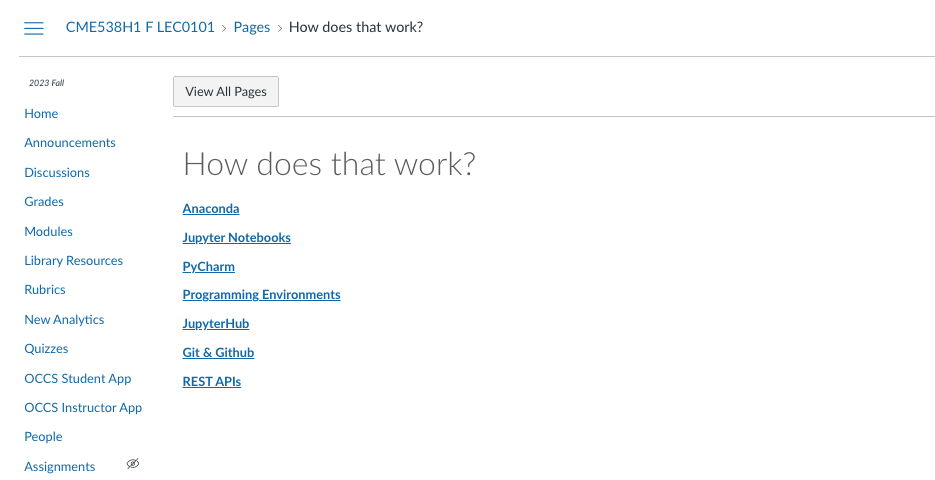 CME538H1 F LEC0101 > Pages > How does that work?
2023 Fall
Home
Announcements
Discussions
Grades
Modules
Library Resources
Rubrics
New Analytics
Quizzes
OCCS Student App
OCCS Instructor App
People
Assignments
View All Pages
How does that work?
Anaconda
Jupyter Notebooks
PyCharm
Programming Environments
JupyterHub
Git & Github
REST APIs